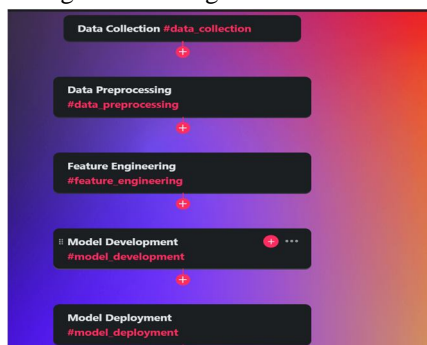 Data Collection #data_collection
Data Preprocessing
#data_preprocessing
Feature Engineering
#feature_engineering
Model Development
#model_development
Model Deployment
#model_deployment